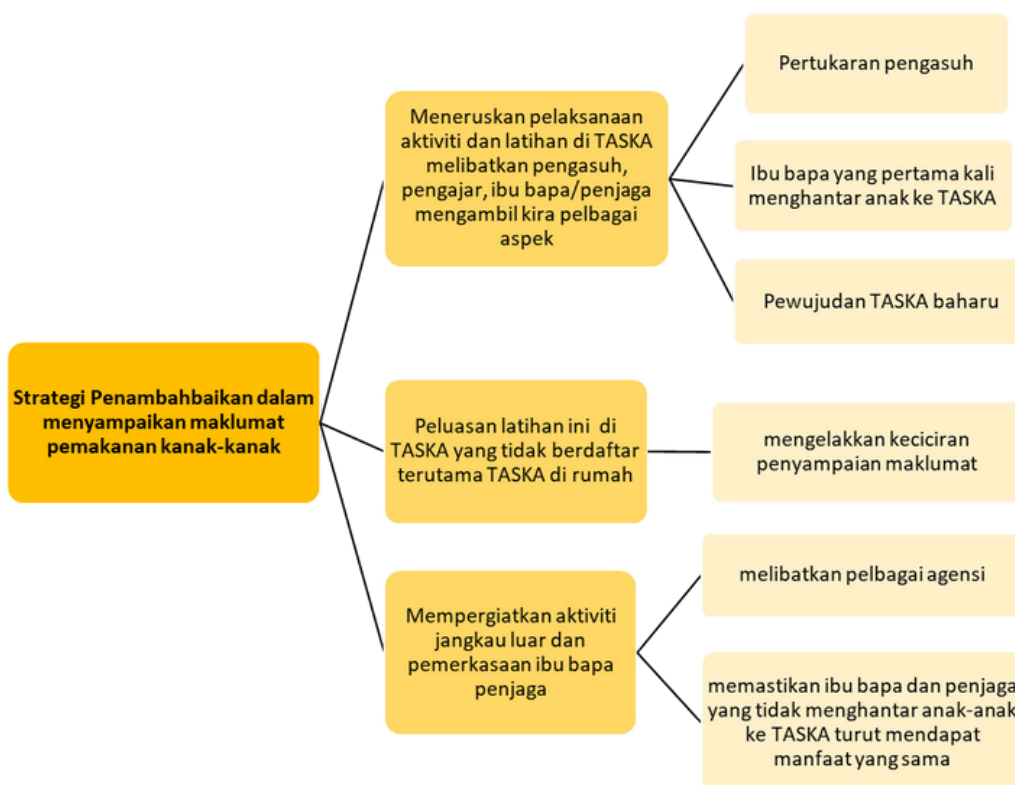 Strategi Penambahbaikan dalam
menyampaikan maklumat
pemakanan kanak-kanak
Meneruskan pelaksanaan
aktiviti dan latihan di TASKA
melibatkan pengasuh,
pengajar, ibu bapa/penjaga
mengambil kira pelbagai
aspek
Pertukaran pengasuh
Ibu bapa yang pertama kali
menghantar anak ke TASKA
Pewujudan TASKA baharu
Peluasan latihan ini di
TASKA yang tidak berdaftar
terutama TASKA di rumah
mengelakkan keciciran
penyampaian maklumat
Mempergiatkan aktiviti
jangkau luar dan
pemerkasaan ibu bapa
penjaga
melibatkan pelbagai agensi
memastikan ibu bapa dan penjaga
yang tidak menghantar anak-anak
ke TASKA turut mendapat
manfaat yang sama